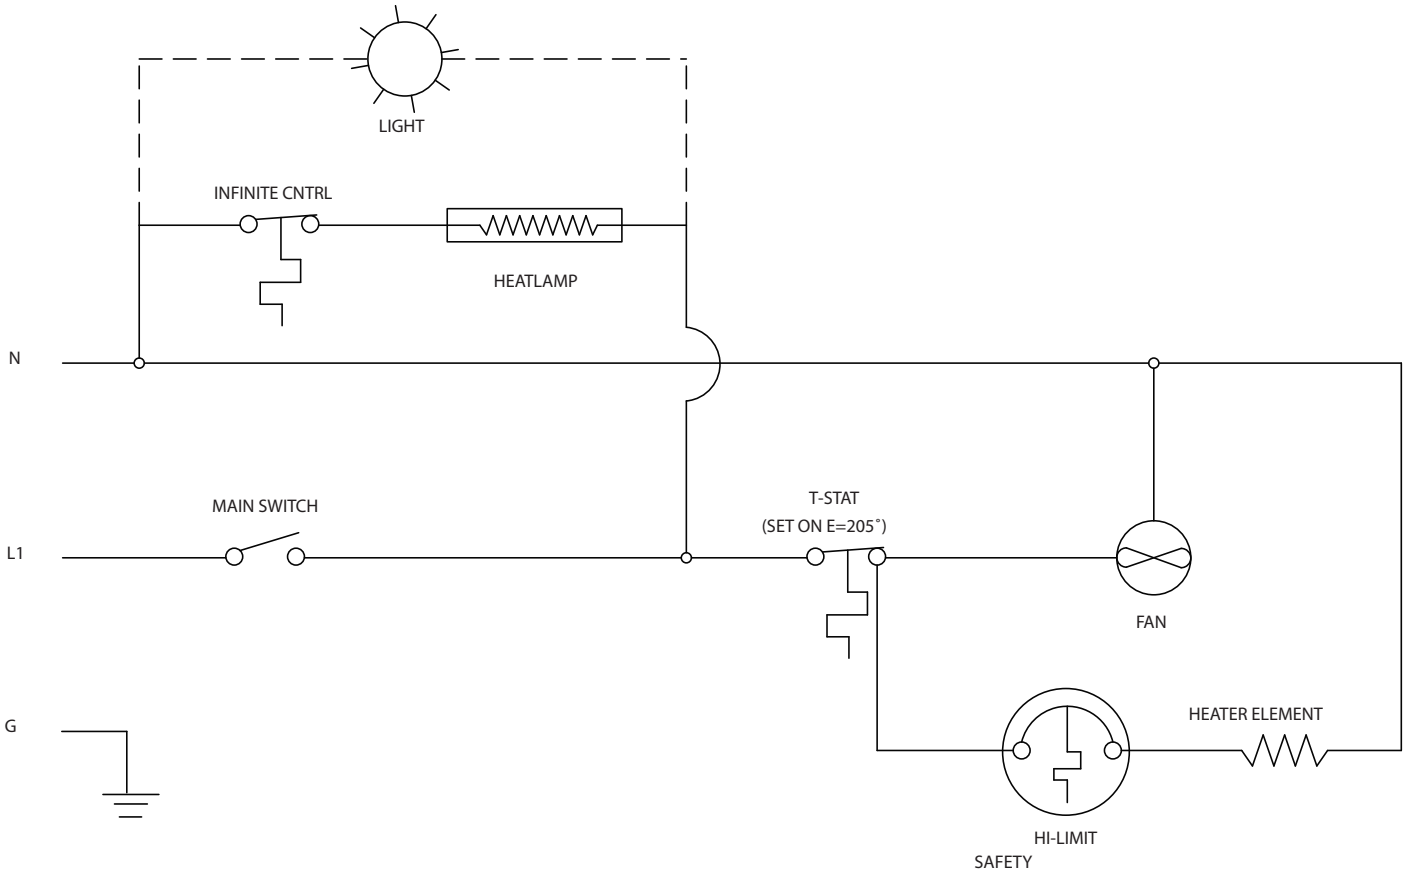 LIGHT
INFINITE CNTRL
HEATLAMP
N
MAIN SWITCH
T-STAT
(SET ON E=205˚)
L1
FAN
G
HEATER ELEMENT
HI-LIMIT
SAFETY